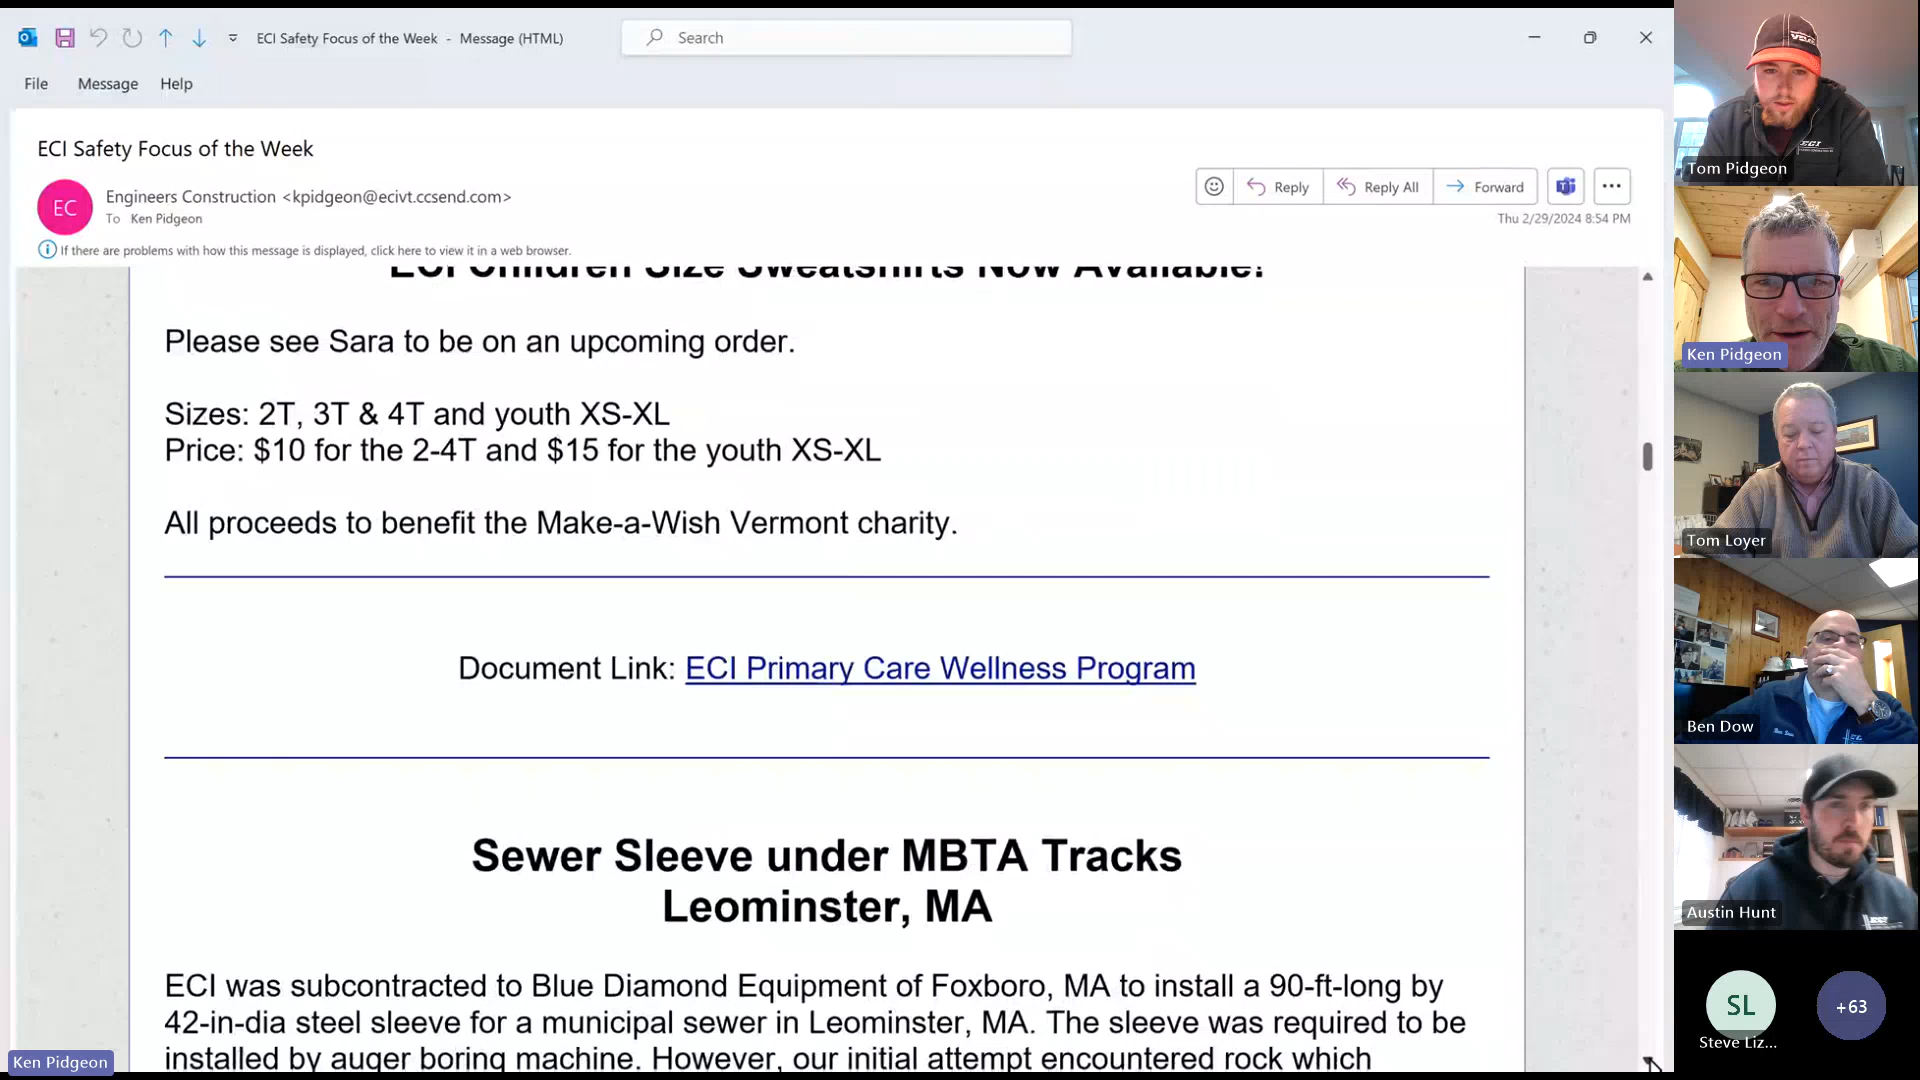 ECI Safety Focus of the Week - Message (HTML)
Search
File Message Help
ECI Safety Focus of the Week
EC
Engineers Construction <kpidgeon@ecivt.ccsend.com>
To Ken Pidgeon
Reply
Reply All
Forward
Thu 2/29/2024 8:54 PM
If there are problems with how this message is displayed, click here to view it in a web browser.
ECI Children Size Sweatshirts Now Available!
Please see Sara to be on an upcoming order.
Sizes: 2T, 3T & 4T and youth XS-XL
Price: $10 for the 2-4T and $15 for the youth XS-XL
All proceeds to benefit the Make-a-Wish Vermont charity.
Document Link: ECI Primary Care Wellness Program
Sewer Sleeve under MBTA Tracks
Leominster, MA
ECI was subcontracted to Blue Diamond Equipment of Foxboro, MA to install a 90-ft-long by
42-in-dia steel sleeve for a municipal sewer in Leominster, MA. The sleeve was required to be
installed by auger boring machine. However, our initial attempt encountered rock which
Ken Pidgeon
Tom Pidgeon
Ken Pidgeon
Tom Loyer
Ben Dow
Austin Hunt
SL
Steve Liz...
+63